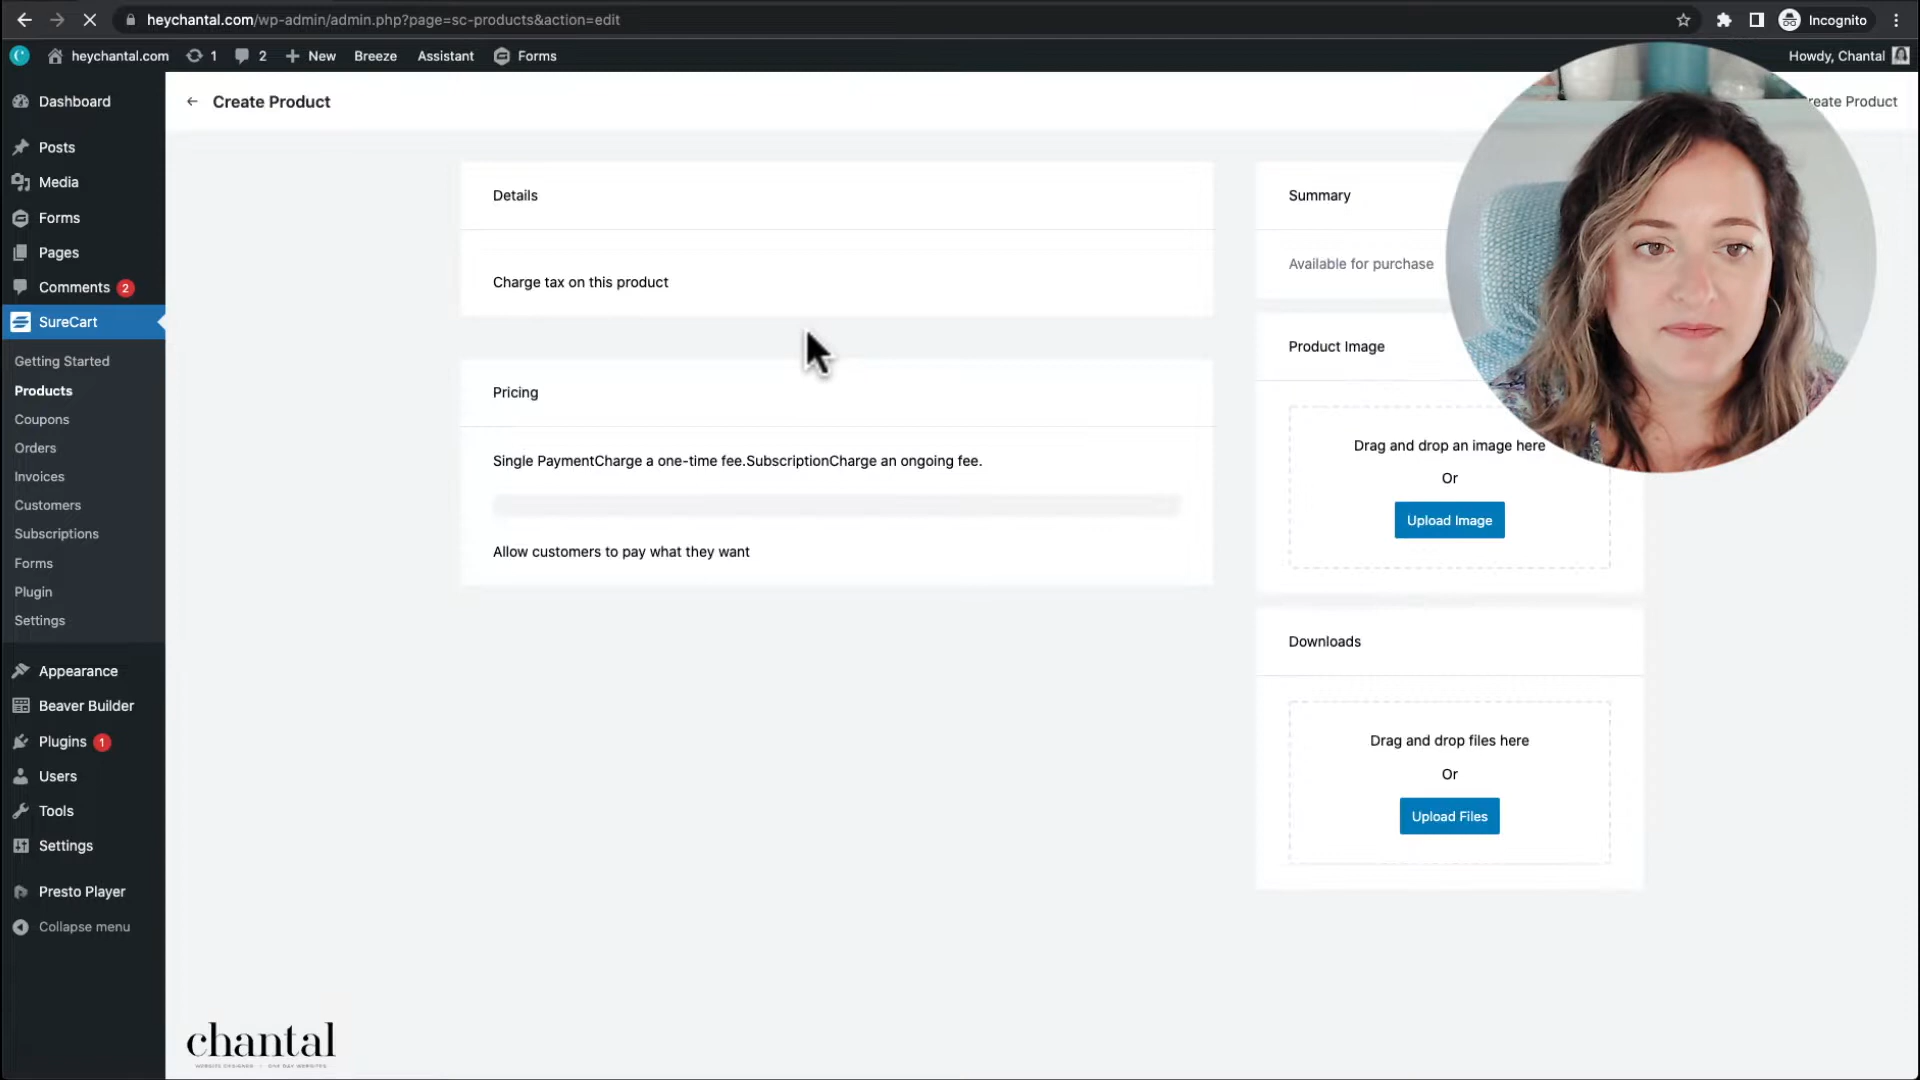 heychantal.com/wp-admin/admin.php?page=sc-products&action=edit
Incognito
heychantal.com
1
2
New
Breeze
Assistant
Forms
Howdy, Chantal
Dashboard
Posts
Media
Forms
Pages
Comments 2
SureCart
Getting Started
Products
Coupons
Orders
Invoices
Customers
Subscriptions
Forms
Plugin
Settings
Appearance
Beaver Builder
Plugins 1
Users
Tools
Settings
Presto Player
Collapse menu
Create Product
reate Product
Details
Charge tax on this product
Pricing
Single PaymentCharge a one-time fee.SubscriptionCharge an ongoing fee.
Allow customers to pay what they want
Summary
Available for purchase
Product Image
Drag and drop an image here
Or
Upload Image
Downloads
Drag and drop files here
Or
Upload Files
chantal
WEBSITE DESIGNER | ONE DAY WEBSITES